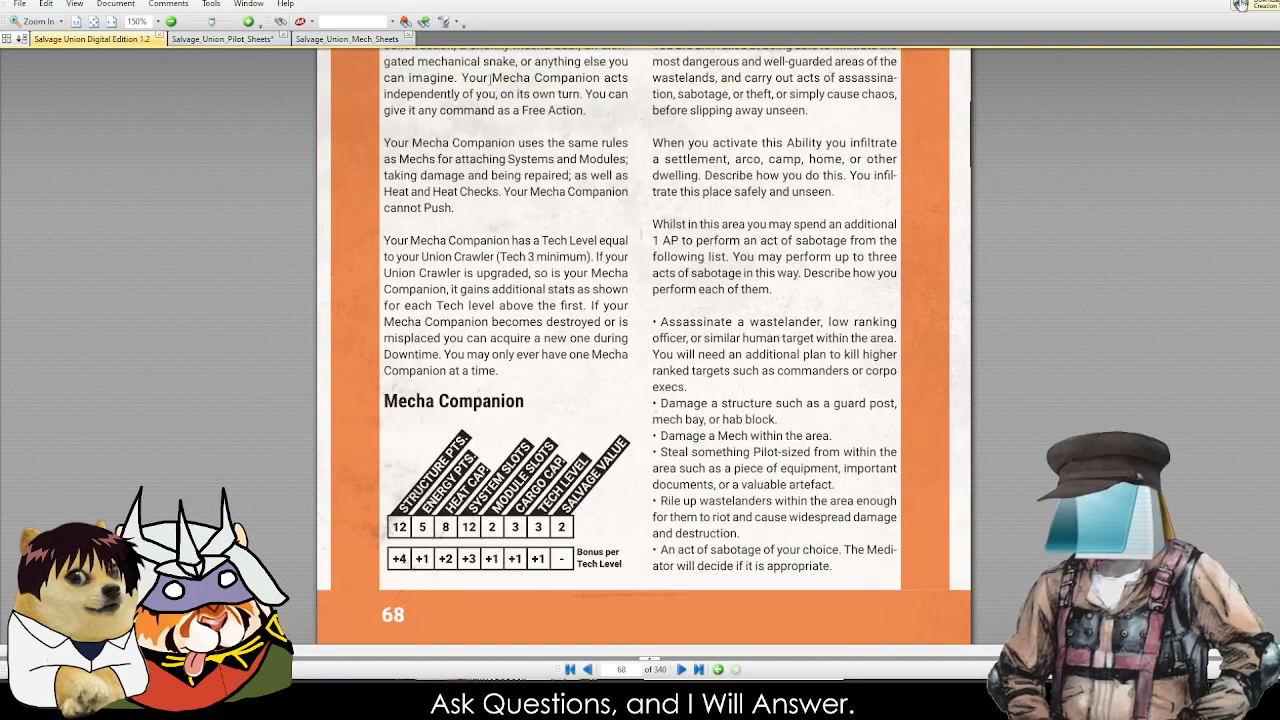 File Edit View Document Comments Tools Window Help
Zoom In 150%
Creation
Salvage Union Digital Edition 1.2 Salvage_Union_Pilot_Sheets* Salvage_Union_Mech_Sheets
gated mechanical snake, or anything else you
can imagine. Your Mecha Companion acts
independently of you, on its own turn. You can
give it any command as a Free Action.
Your Mecha Companion uses the same rules
as Mechs for attaching Systems and Modules;
taking damage and being repaired; as well as
Heat and Heat Checks. Your Mecha Companion
cannot Push.
Your Mecha Companion has a Tech Level equal
to your Union Crawler (Tech 3 minimum). If your
Union Crawler is upgraded, so is your Mecha
Companion, it gains additional stats as shown
for each Tech level above the first. If your
Mecha Companion becomes destroyed or is
misplaced you can acquire a new one during
Downtime. You may only ever have one Mecha
Companion at a time.
Mecha Companion
STRUCTURE PTS.
ENERGY PTS.
HEAT CAP.
SYSTEM SLOTS
MODULE SLOTS
CARGO CAP.
TECH LEVEL
SALVAGE VALUE
12 5 8 12 2 3 3 2
+4 +1 +2 +3 +1 +1 +1 -
Bonus per
Tech Level
68
most dangerous and well-guarded areas of the
wastelands, and carry out acts of assassina-
tion, sabotage, or theft, or simply cause chaos,
before slipping away unseen.
When you activate this Ability you infiltrate
a settlement, arco, camp, home, or other
dwelling. Describe how you do this. You infil-
trate this place safely and unseen.
Whilst in this area you may spend an additional
1 AP to perform an act of sabotage from the
following list. You may perform up to three
acts of sabotage in this way. Describe how you
perform each of them.
• Assassinate a wastelander, low ranking
officer, or similar human target within the area.
You will need an additional plan to kill higher
ranked targets such as commanders or corpo
execs.
• Damage a structure such as a guard post,
mech bay, or hab block.
• Damage a Mech within the area.
• Steal something Pilot-sized from within the
area such as a piece of equipment, important
documents, or a valuable artefact.
• Rile up wastelanders within the area enough
for them to riot and cause widespread damage
and destruction.
• An act of sabotage of your choice. The Medi-
ator will decide if it is appropriate.
68 of 340
Ask Questions, and I Will Answer.